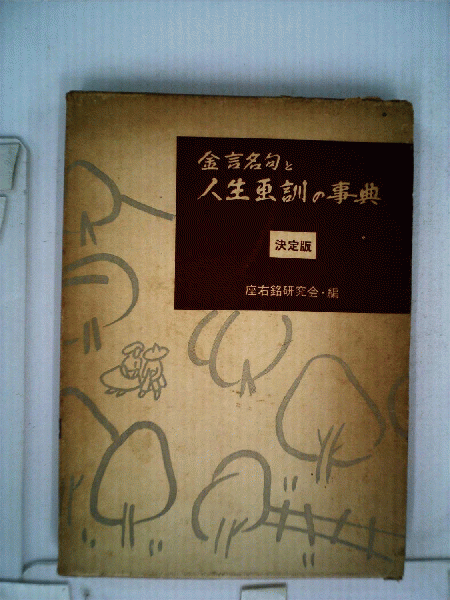 金言名句と
人生画訓の事典
決定版
座右銘研究会・編